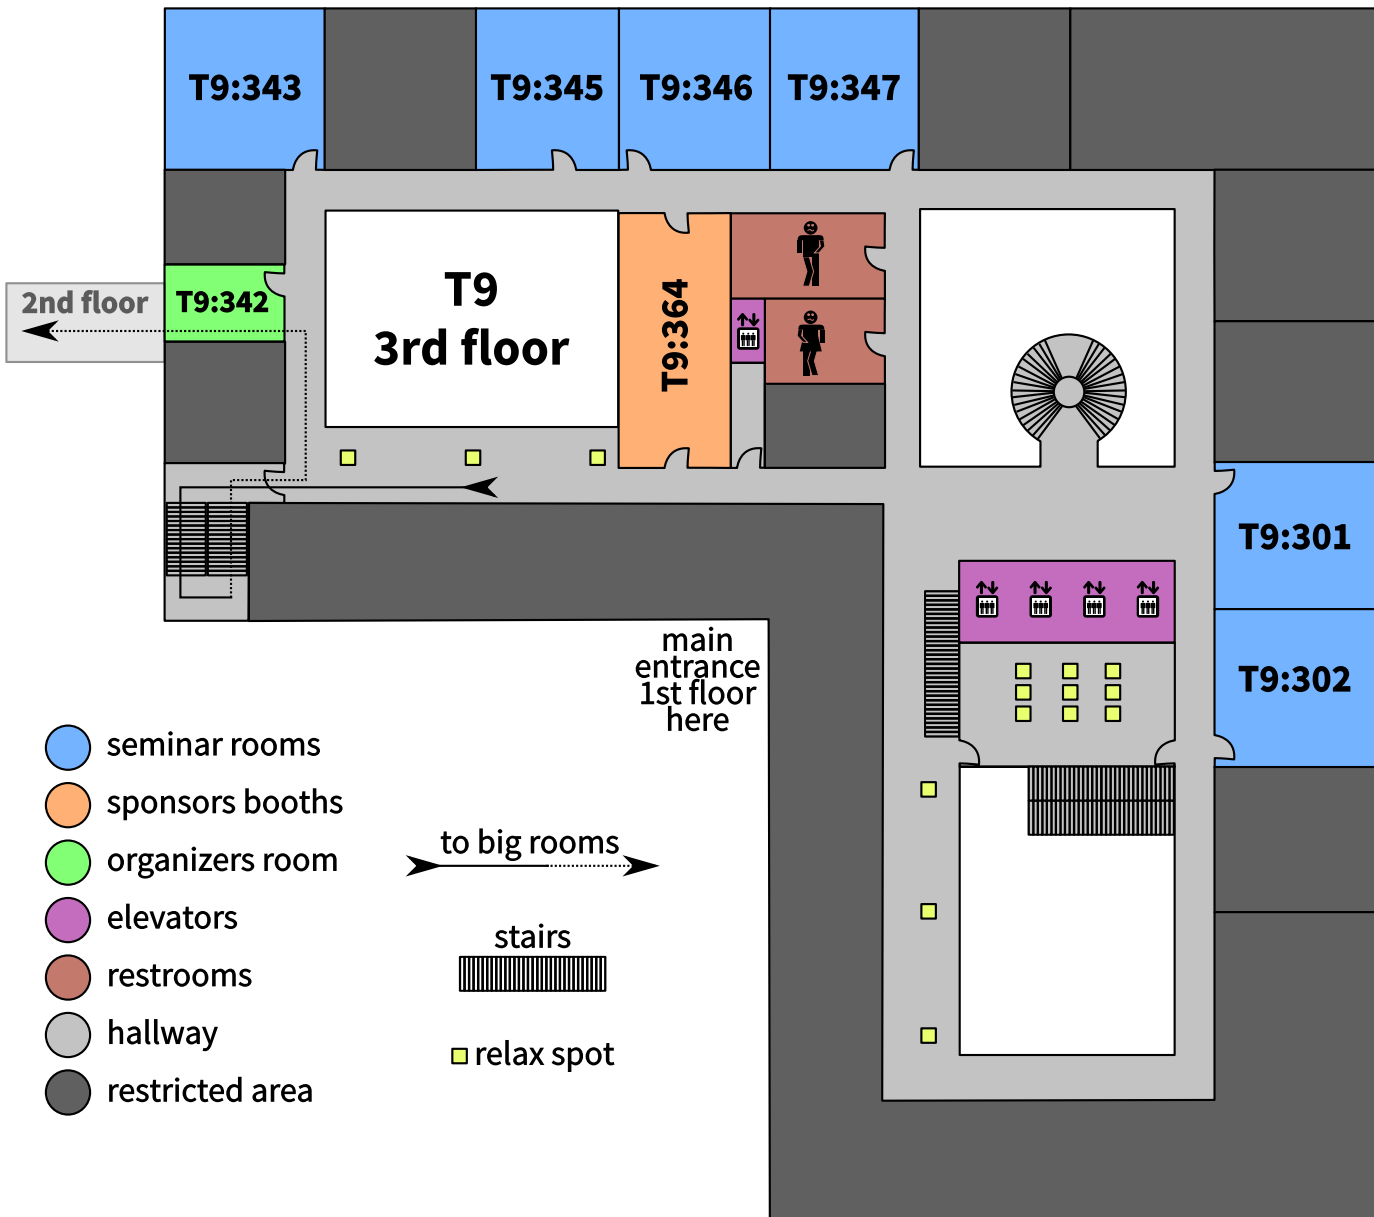 T9:343
T9:345
T9:346
T9:347
2nd floor
T9:342
T9
3rd floor
T9:364
T9:301
T9:302
main
entrance
1st floor
here
seminar rooms
sponsors booths
organizers room
elevators
restrooms
hallway
restricted area
to big rooms
stairs
relax spot